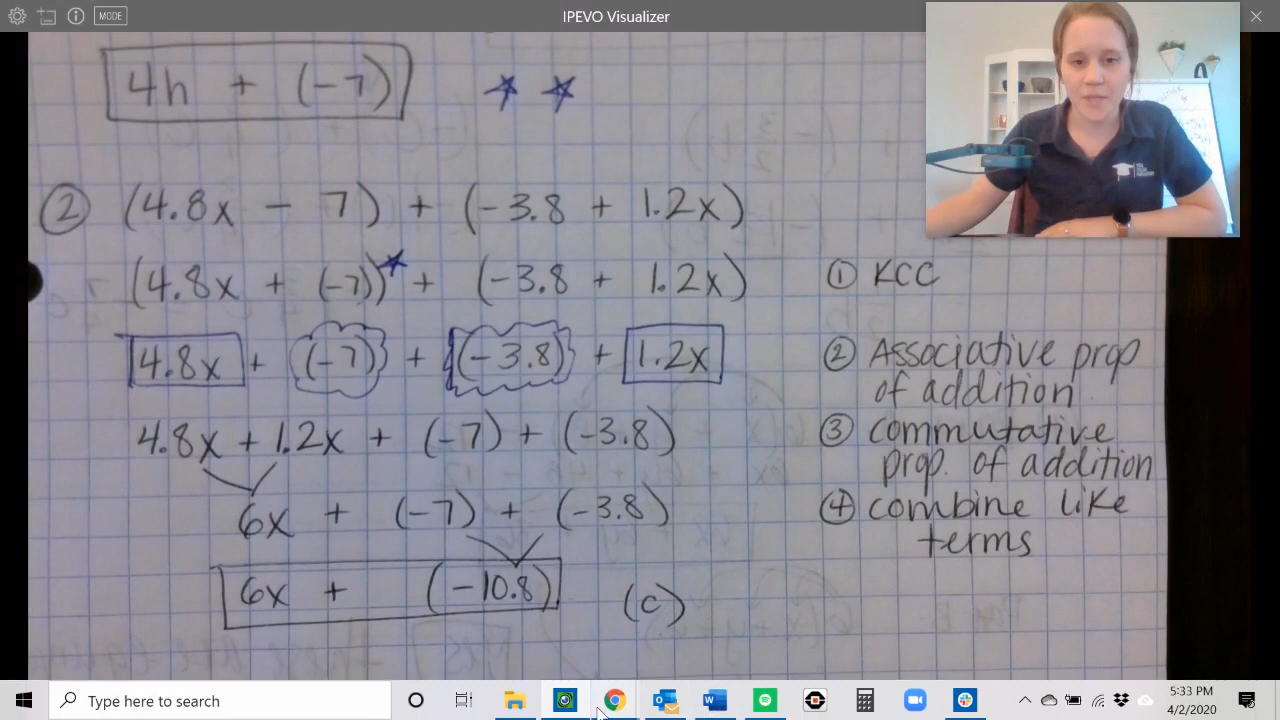 MODE
IPEVO Visualizer
4h + (-7)
② (4.8x - 7) + (-3.8 + 1.2x)
(4.8x + (-7)) + (-3.8 + 1.2x)
① KCC
4.8x + (-7) + (-3.8) + 1.2x
② Associative prop
of addition
4.8x + 1.2x + (-7) + (-3.8)
③ commutative
prop. of addition
6x + (-7) + (-3.8)
④ combine like
terms
6x + (-10.8) (c)
Type here to search
5:33 PM
4/2/2020